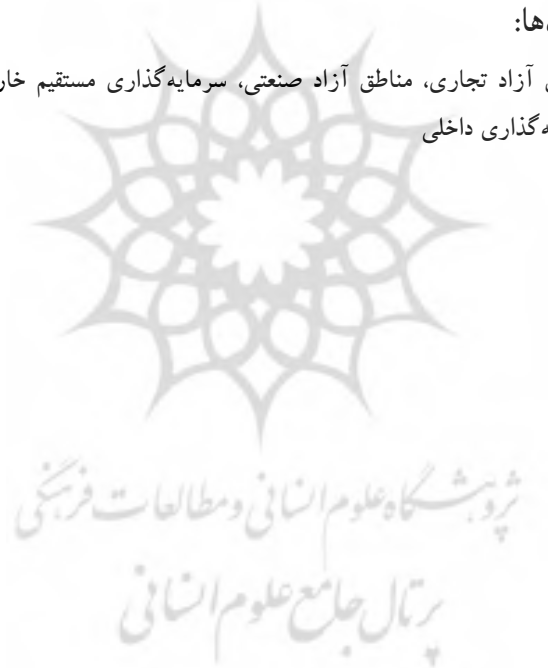 ها:
آزاد تجاری، مناطق آزاد صنعتی، سرمایه‌گذاری مستقیم
گذاری داخلی
پژوهشگاه علوم انسانی و مطالعات فرهنگی
پرتال جامع علوم انسانی